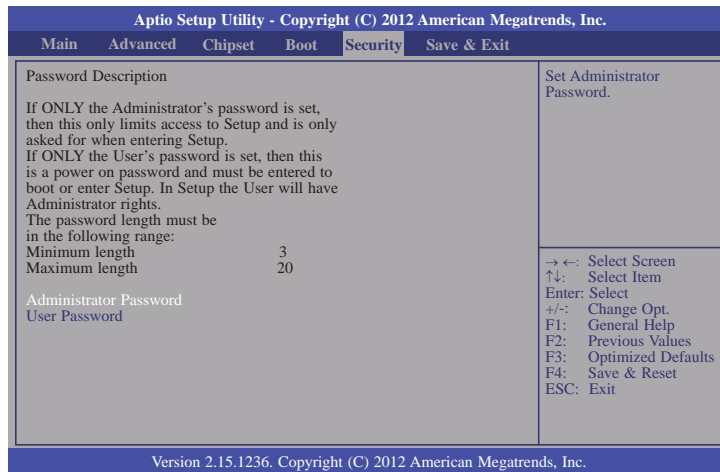 Aptio Setup Utility - Copyright (C) 2012 American Megatrends, Inc.
Main Advanced Chipset Boot Security Save & Exit
Password Description
If ONLY the Administrator's password is set,
then this only limits access to Setup and is only
asked for when entering Setup.
If ONLY the User's password is set, then this
is a power on password and must be entered to
boot or enter Setup. In Setup the User will have
Administrator rights.
The password length must be
in the following range:
Minimum length 3
Maximum length 20
Administrator Password
User Password
Set Administrator
Password.
→←: Select Screen
↑↓: Select Item
Enter: Select
+/-: Change Opt.
F1: General Help
F2: Previous Values
F3: Optimized Defaults
F4: Save & Reset
ESC: Exit
Version 2.15.1236. Copyright (C) 2012 American Megatrends, Inc.